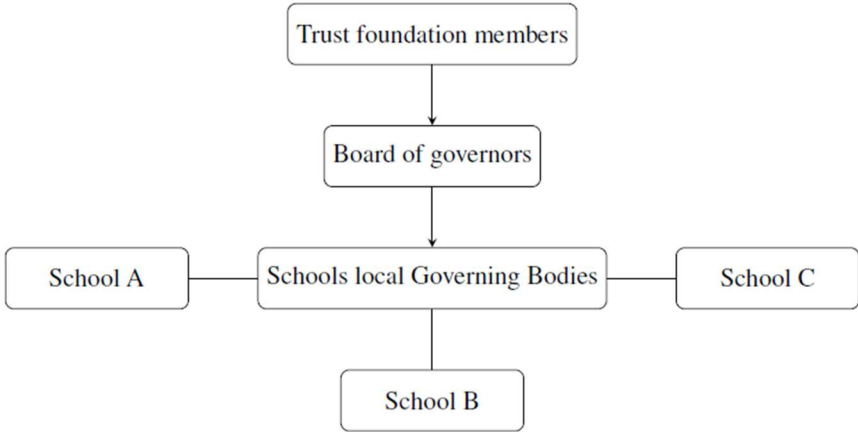 Trust foundation members
Board of governors
School A
Schools local Governing Bodies
School C
School B